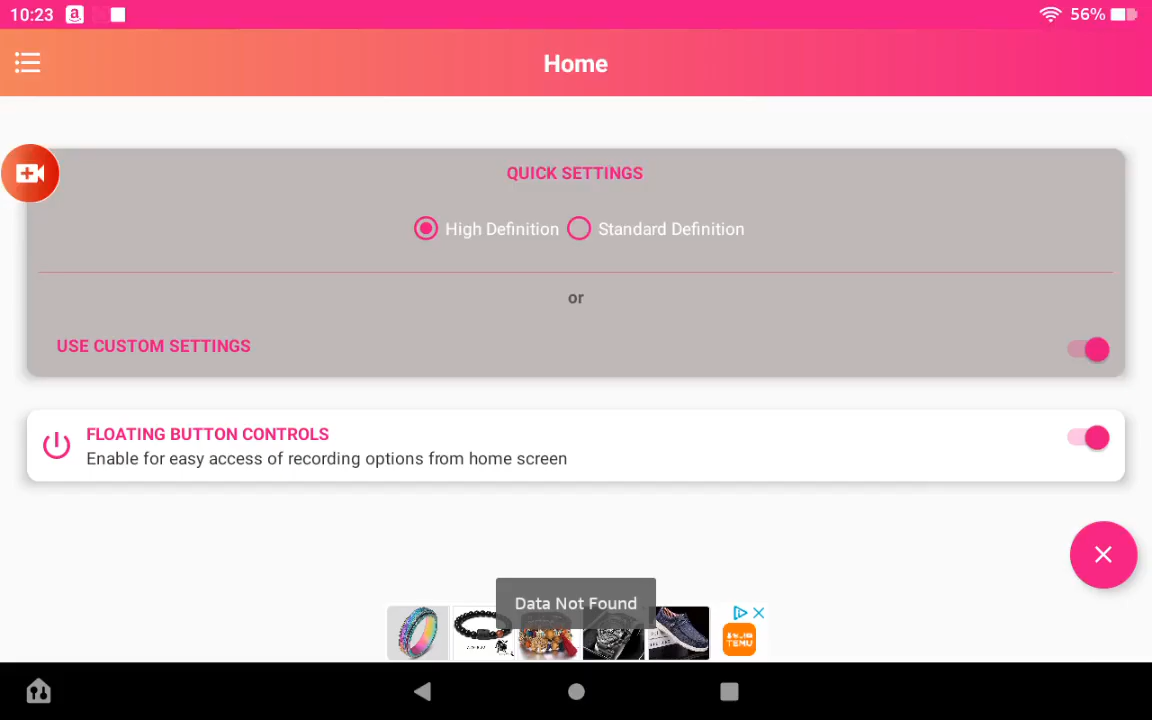 10:23
56%
Home
QUICK SETTINGS
High Definition
Standard Definition
or
USE CUSTOM SETTINGS
FLOATING BUTTON CONTROLS
Enable for easy access of recording options from home screen
Data Not Found
TEMU